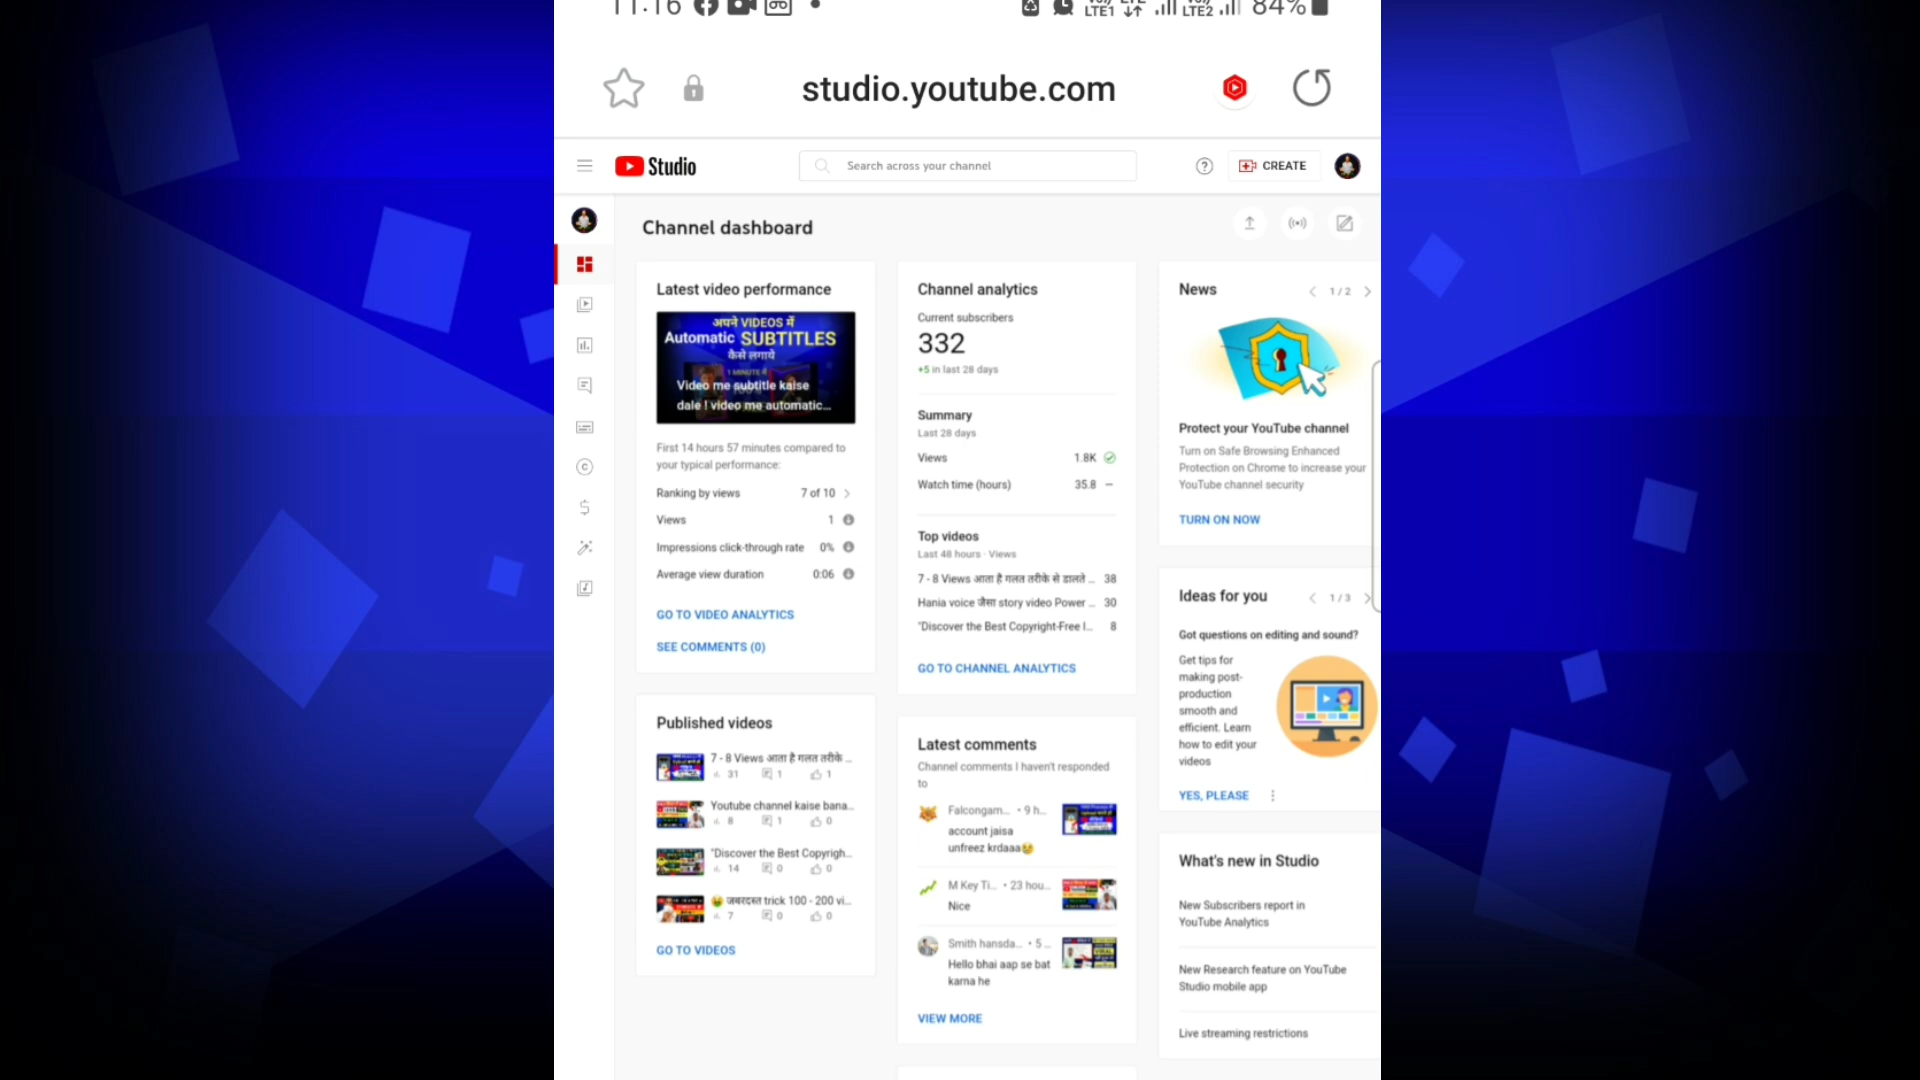 11:16
VoJ) LTE1 LTE LTE2 84%
studio.youtube.com
Studio
Search across your channel
CREATE
Channel dashboard
Latest video performance
अपने VIDEOS में
Automatic SUBTITLES
कैसे लगाये
1 MINUTE में
Video me subtitle kaise
dale ! video me automatic...
First 14 hours 57 minutes compared to
your typical performance:
Ranking by views 7 of 10
Views 1
Impressions click-through rate 0%
Average view duration 0:06
GO TO VIDEO ANALYTICS
SEE COMMENTS (0)
Published videos
7 - 8 Views आता है गलत तरीके ...
31 1 1
Youtube channel kaise bana...
8 1 0
"Discover the Best Copyrigh...
14 0 0
जबरदस्त trick 100 - 200 vi...
7 0 0
GO TO VIDEOS
Channel analytics
Current subscribers
332
+5 in last 28 days
Summary
Last 28 days
Views 1.8K
Watch time (hours) 35.8 —
Top videos
Last 48 hours · Views
7 - 8 Views आता है गलत तरीके से डालते ... 38
Hania voice जैसा story video Power ... 30
"Discover the Best Copyright-Free I... 8
GO TO CHANNEL ANALYTICS
Latest comments
Channel comments I haven't responded
to
Falcongam... • 9 h...
account jaisa
unfreez krdaaa😢
M Key Ti... • 23 hou...
Nice
Smith hansda... • 5 ...
Hello bhai aap se bat
karna he
VIEW MORE
News 1 / 2
Protect your YouTube channel
Turn on Safe Browsing Enhanced
Protection on Chrome to increase your
YouTube channel security
TURN ON NOW
Ideas for you 1 / 3
Got questions on editing and sound?
Get tips for
making post-
production
smooth and
efficient. Learn
how to edit your
videos
YES, PLEASE
What's new in Studio
New Subscribers report in
YouTube Analytics
New Research feature on YouTube
Studio mobile app
Live streaming restrictions